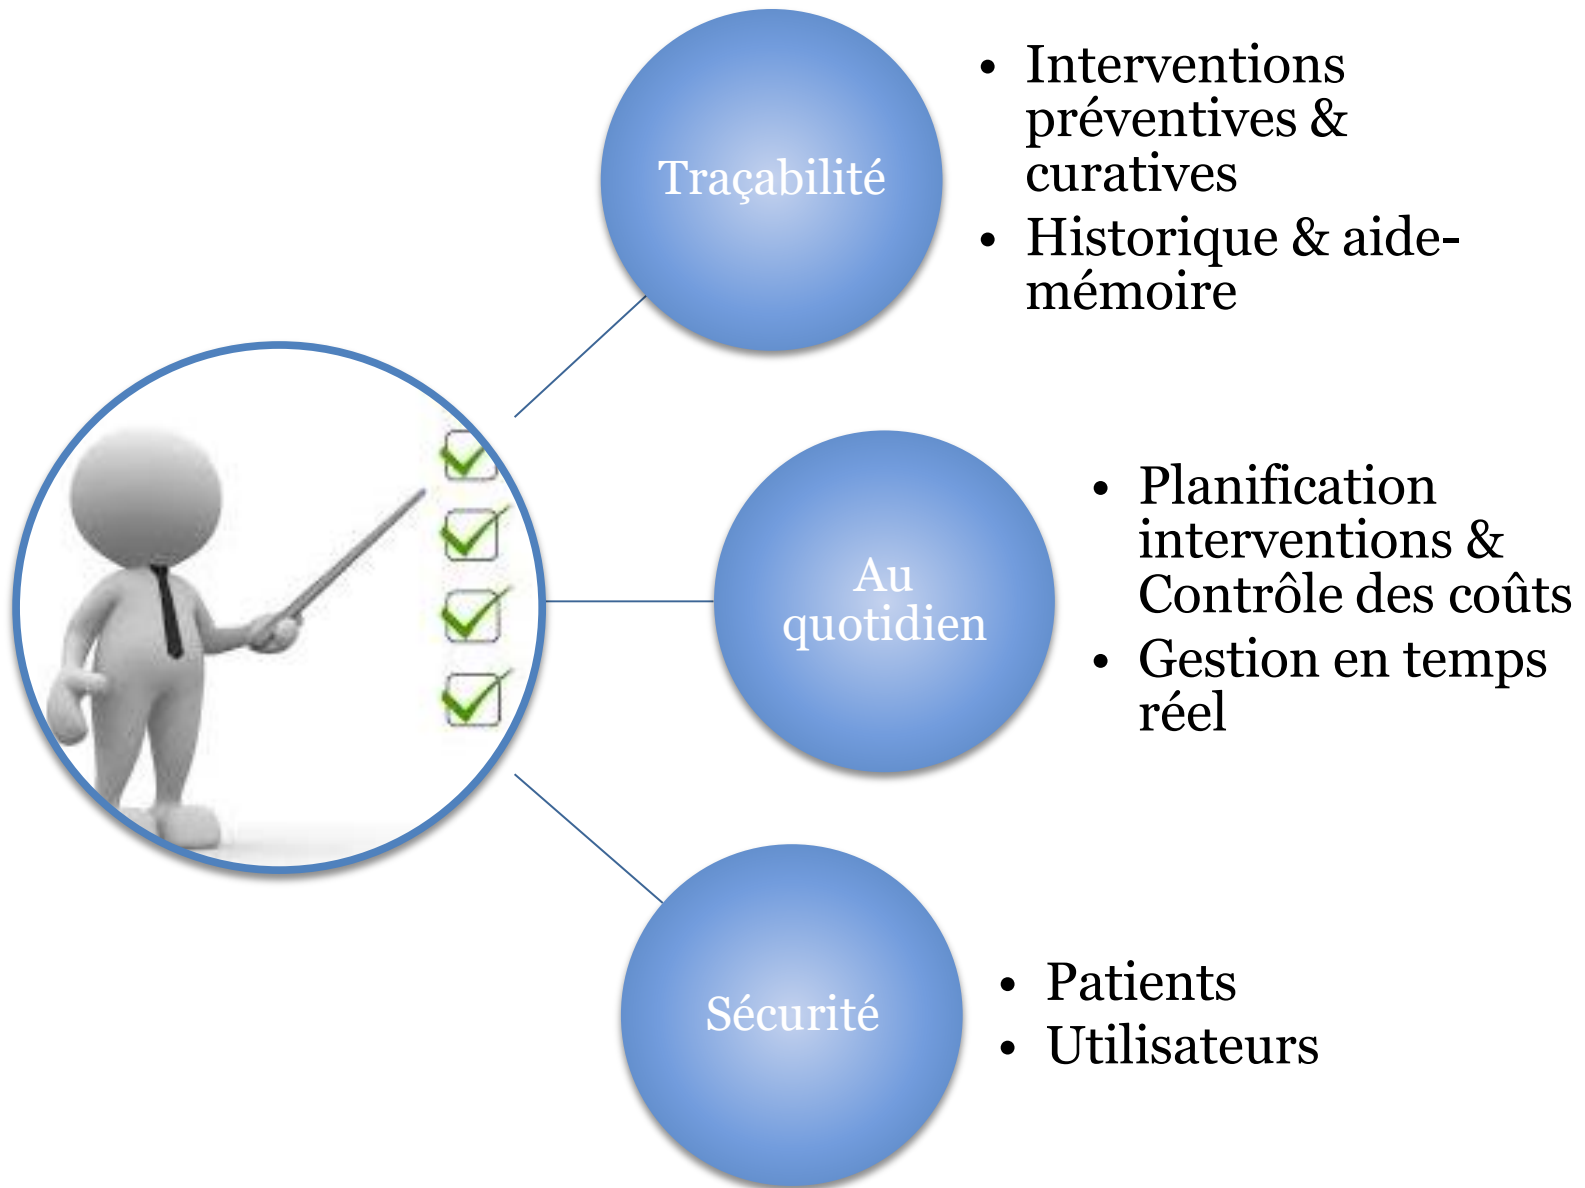 Traçabilité
• Interventions
préventives &
curatives
• Historique & aide-
mémoire
Au
quotidien
• Planification
interventions &
Contrôle des coûts
• Gestion en temps
réel
Sécurité
• Patients
• Utilisateurs